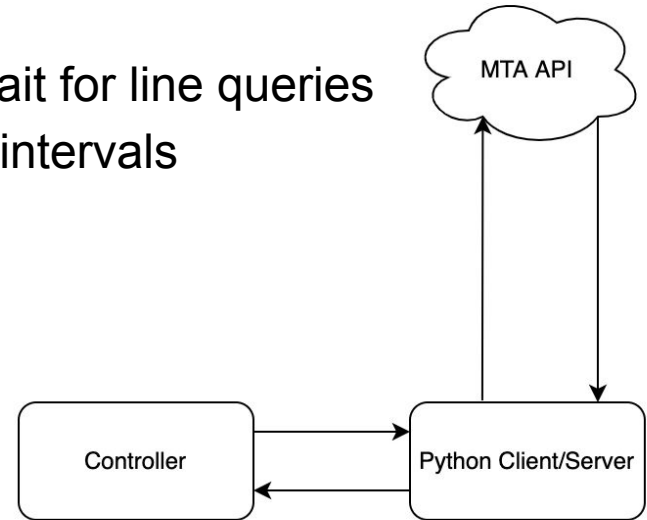 ait for line queries
intervals
MTA API
Controller
Python Client/Server